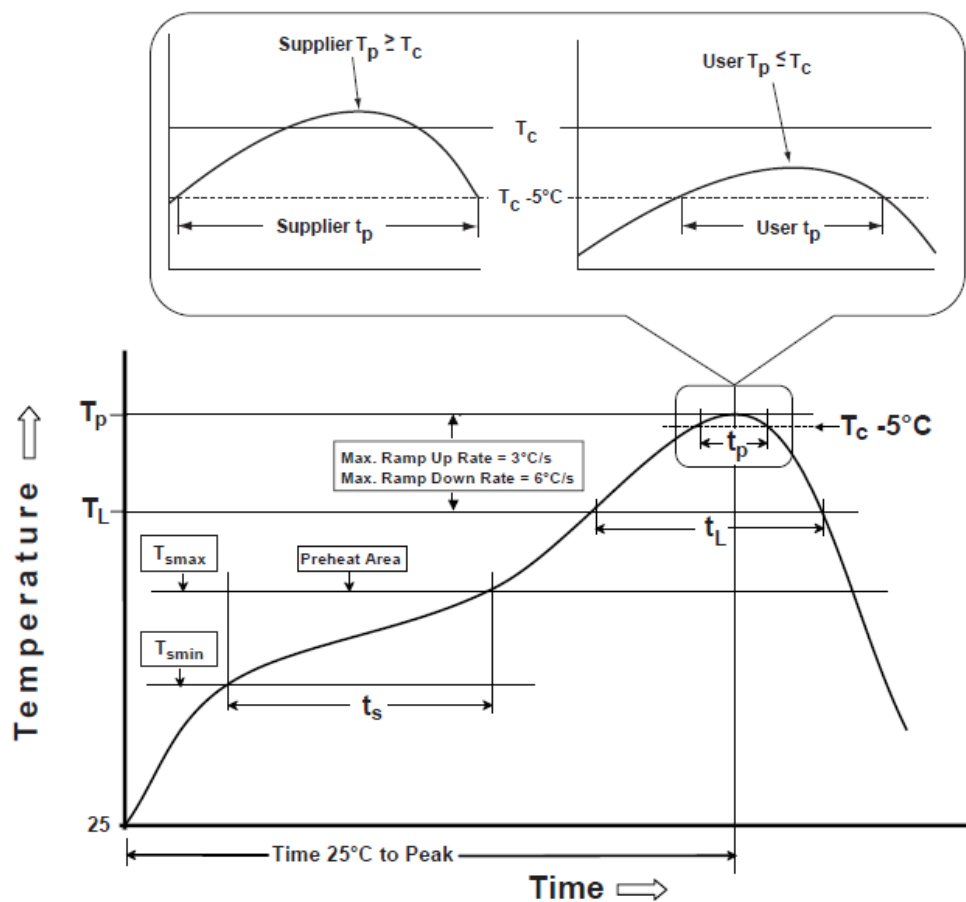 Supplier Tp ≥ Tc
User Tp ≤ Tc
Tc
Tc -5°C
Supplier tp
User tp
Tp
Tc -5°C
tp
Max. Ramp Up Rate = 3°C/s
Max. Ramp Down Rate = 6°C/s
TL
tL
Tsmax
Preheat Area
Tsmin
ts
Temperature
25
Time 25°C to Peak
Time